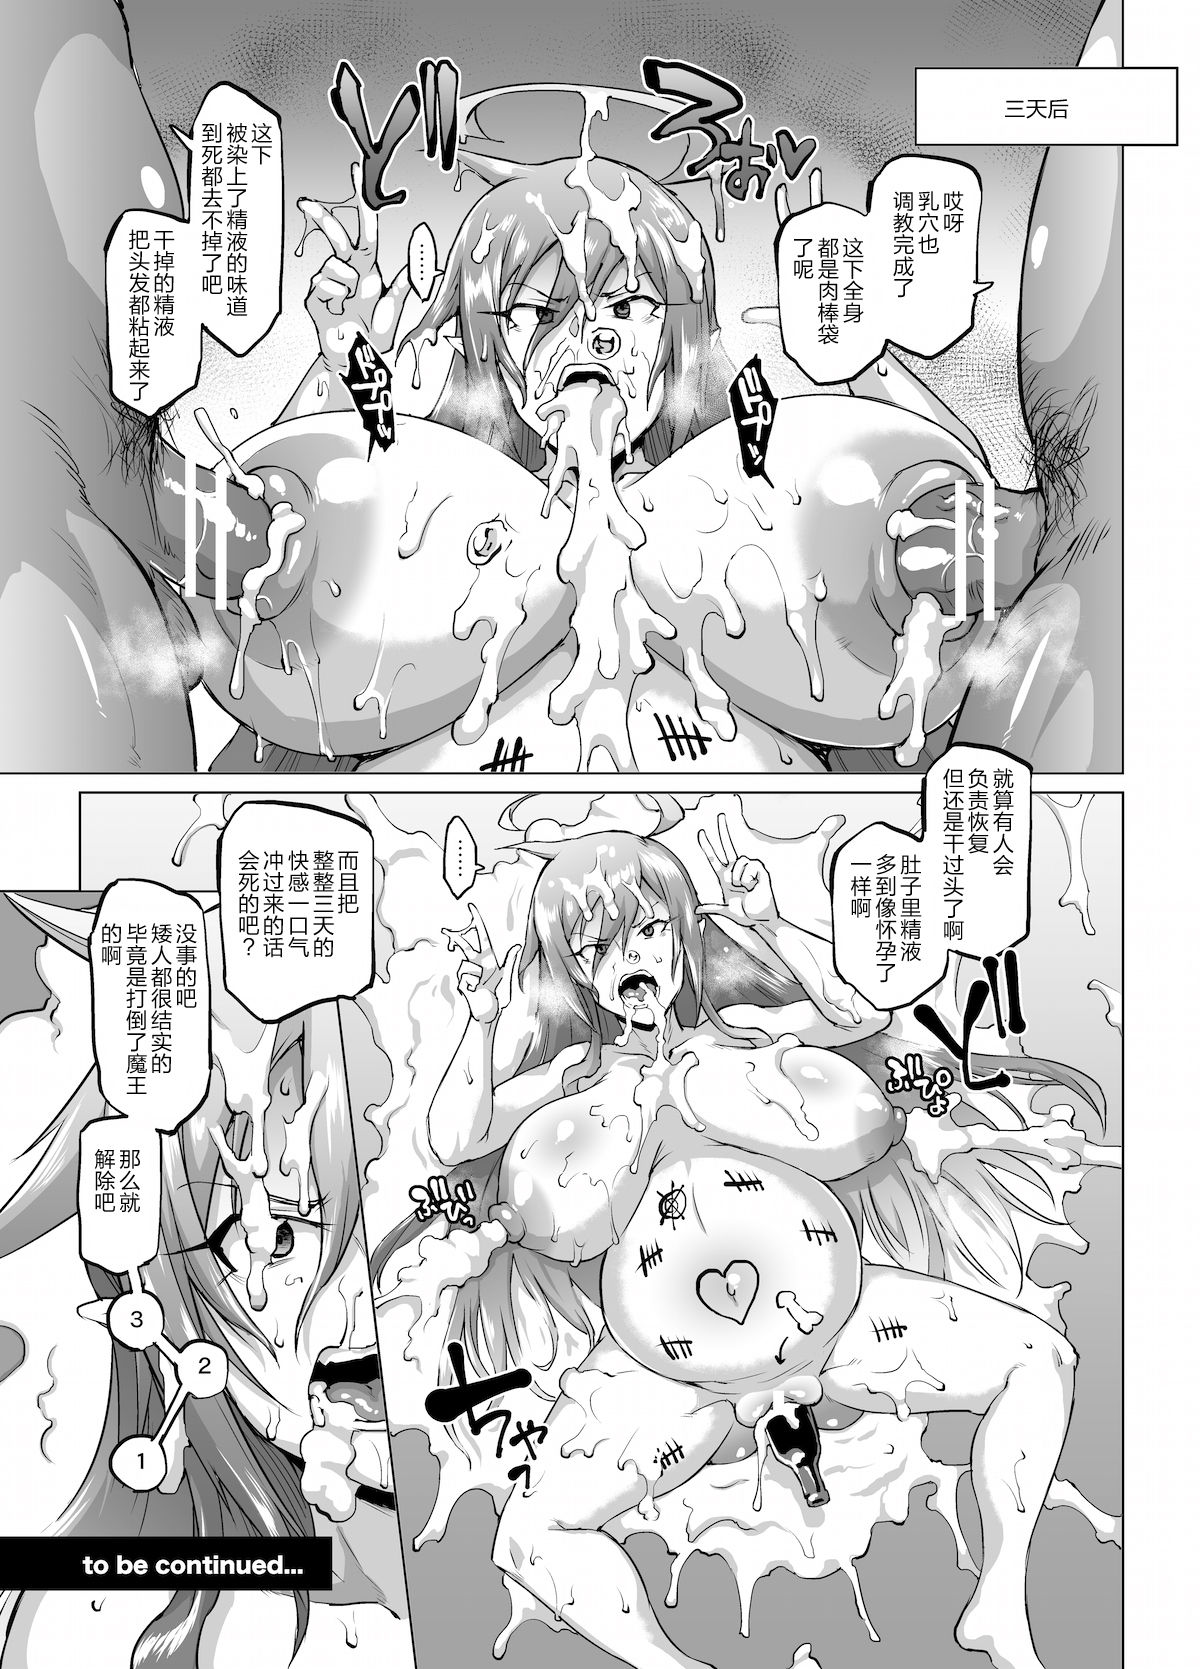 三天后
哎呀
乳穴也
调教完成了
这下全身
都是肉棒袋
了呢
ろぉぉ♥
ど
……
这下
被染上了精液的味道
到死都去不掉了吧
干掉的精液
把头发都粘起来了
就算有人会
负责恢复
但还是干过头了啊
肚子里精液
多到像怀孕了
一样啊
ど
……
ちゃ
而且把
整整三天的
快感一口气
冲过来的话
会死的吧?
没事的吧
矮人都很结实的
毕竟是打倒了魔王
的啊
那么就
解除吧
3
2
1
to be continued...